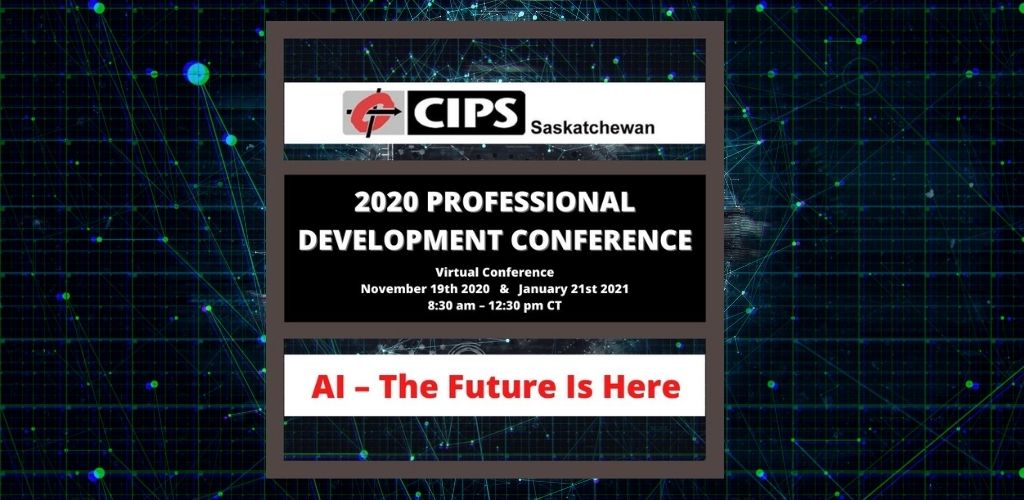 CIPS Saskatchewan
2020 PROFESSIONAL
DEVELOPMENT CONFERENCE
Virtual Conference
November 19th 2020 & January 21st 2021
8:30 am – 12:30 pm CT
AI – The Future Is Here